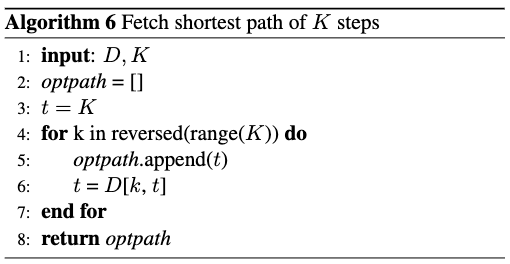 Algorithm 6 Fetch shortest path of K steps
1: input: D, K
2: optpath = []
3: t = K
4: for k in reversed(range(K)) do
5: optpath.append(t)
6: t = D[k, t]
7: end for
8: return optpath